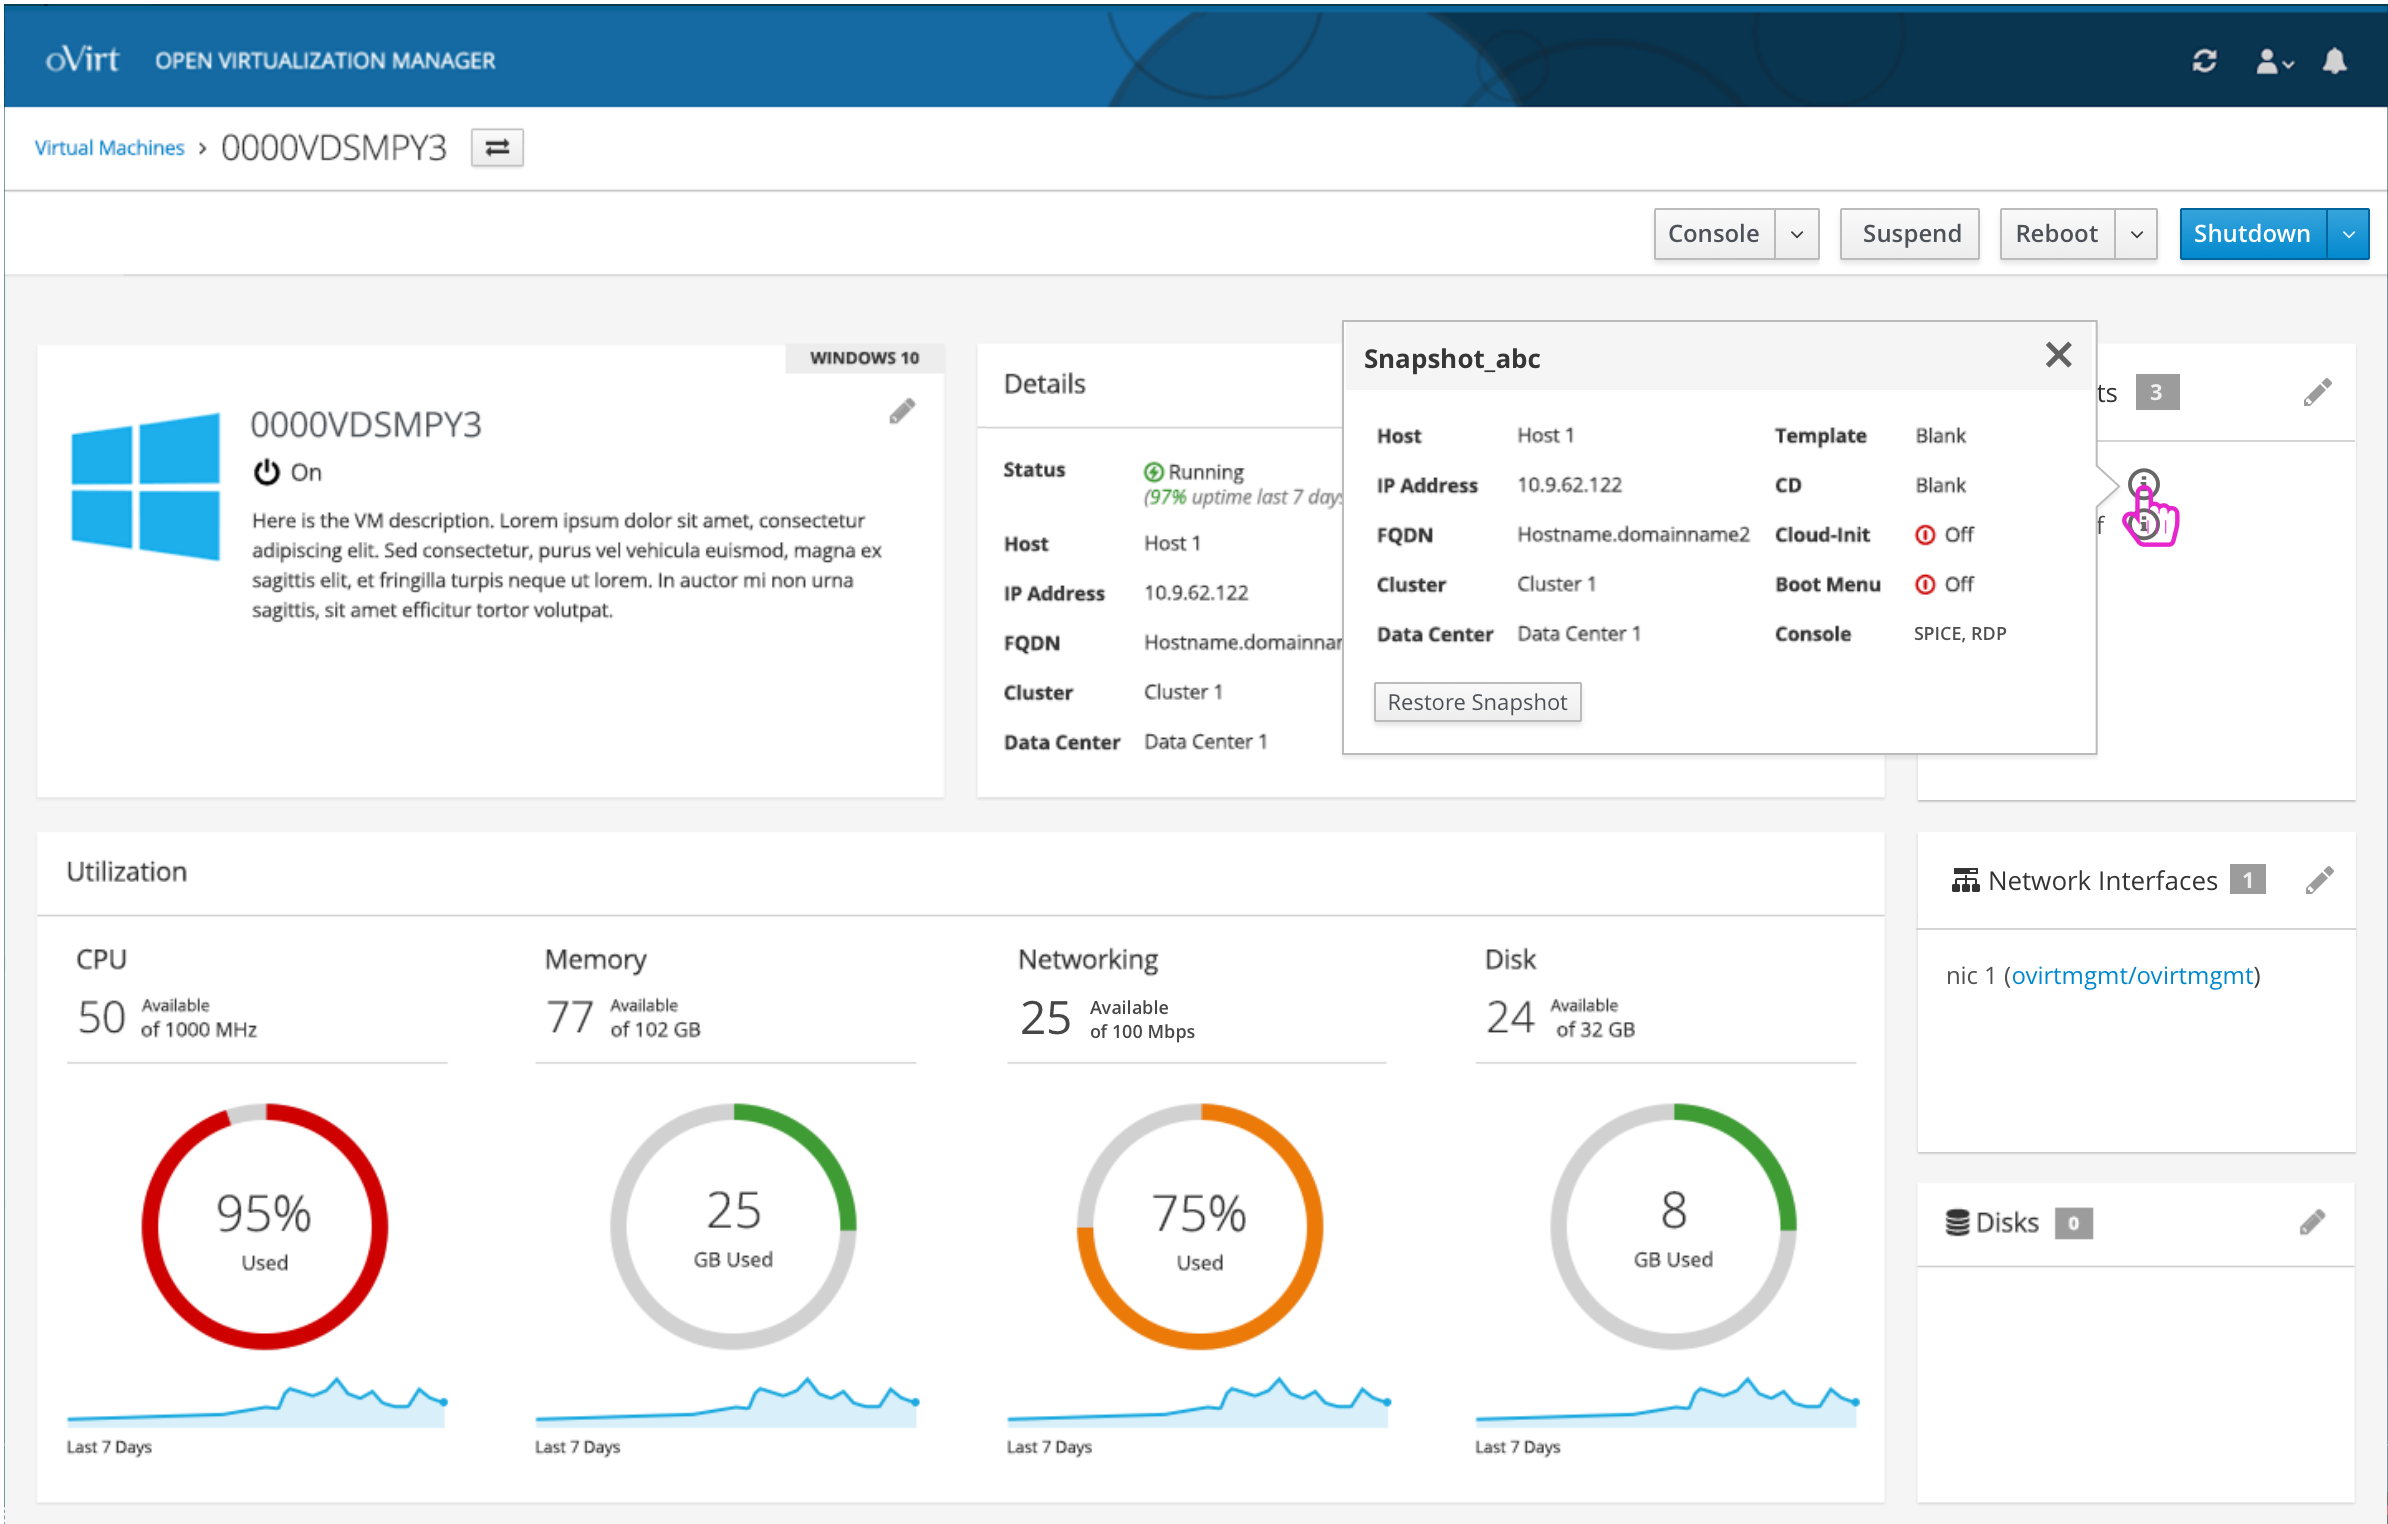 oVirt OPEN VIRTUALIZATION MANAGER
Virtual Machines › 0000VDSMPY3
Console Suspend Reboot Shutdown
WINDOWS 10
0000VDSMPY3
On
Here is the VM description. Lorem ipsum dolor sit amet, consectetur
adipiscing elit. Sed consectetur, purus vel vehicula euismod, magna ex
sagittis elit, et fringilla turpis neque ut lorem. In auctor mi non urna
sagittis, sit amet efficitur tortor volutpat.
Details
Status Running
(97% uptime last 7 days
Host Host 1
IP Address 10.9.62.122
FQDN Hostname.domainnar
Cluster Cluster 1
Data Center Data Center 1
Snapshot_abc
Host Host 1 Template Blank
IP Address 10.9.62.122 CD Blank
FQDN Hostname.domainname2 Cloud-Init Off
Cluster Cluster 1 Boot Menu Off
Data Center Data Center 1 Console SPICE, RDP
Restore Snapshot
ts 3
f
Utilization
CPU
50 Available
of 1000 MHz
95%
Used
Last 7 Days
Memory
77 Available
of 102 GB
25
GB Used
Last 7 Days
Networking
25 Available
of 100 Mbps
75%
Used
Last 7 Days
Disk
24 Available
of 32 GB
8
GB Used
Last 7 Days
Network Interfaces 1
nic 1 (ovirtmgmt/ovirtmgmt)
Disks 0